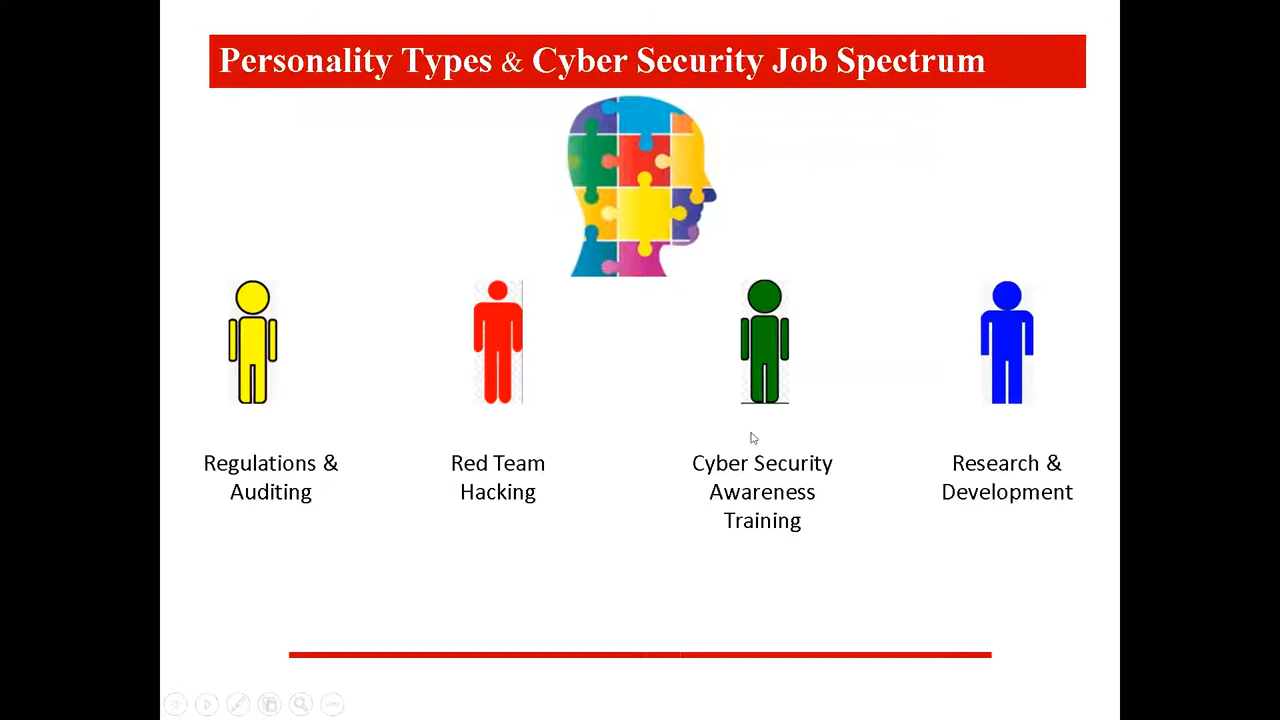 Personality Types & Cyber Security Job Spectrum
Regulations &
Auditing
Red Team
Hacking
Cyber Security
Awareness
Training
Research &
Development